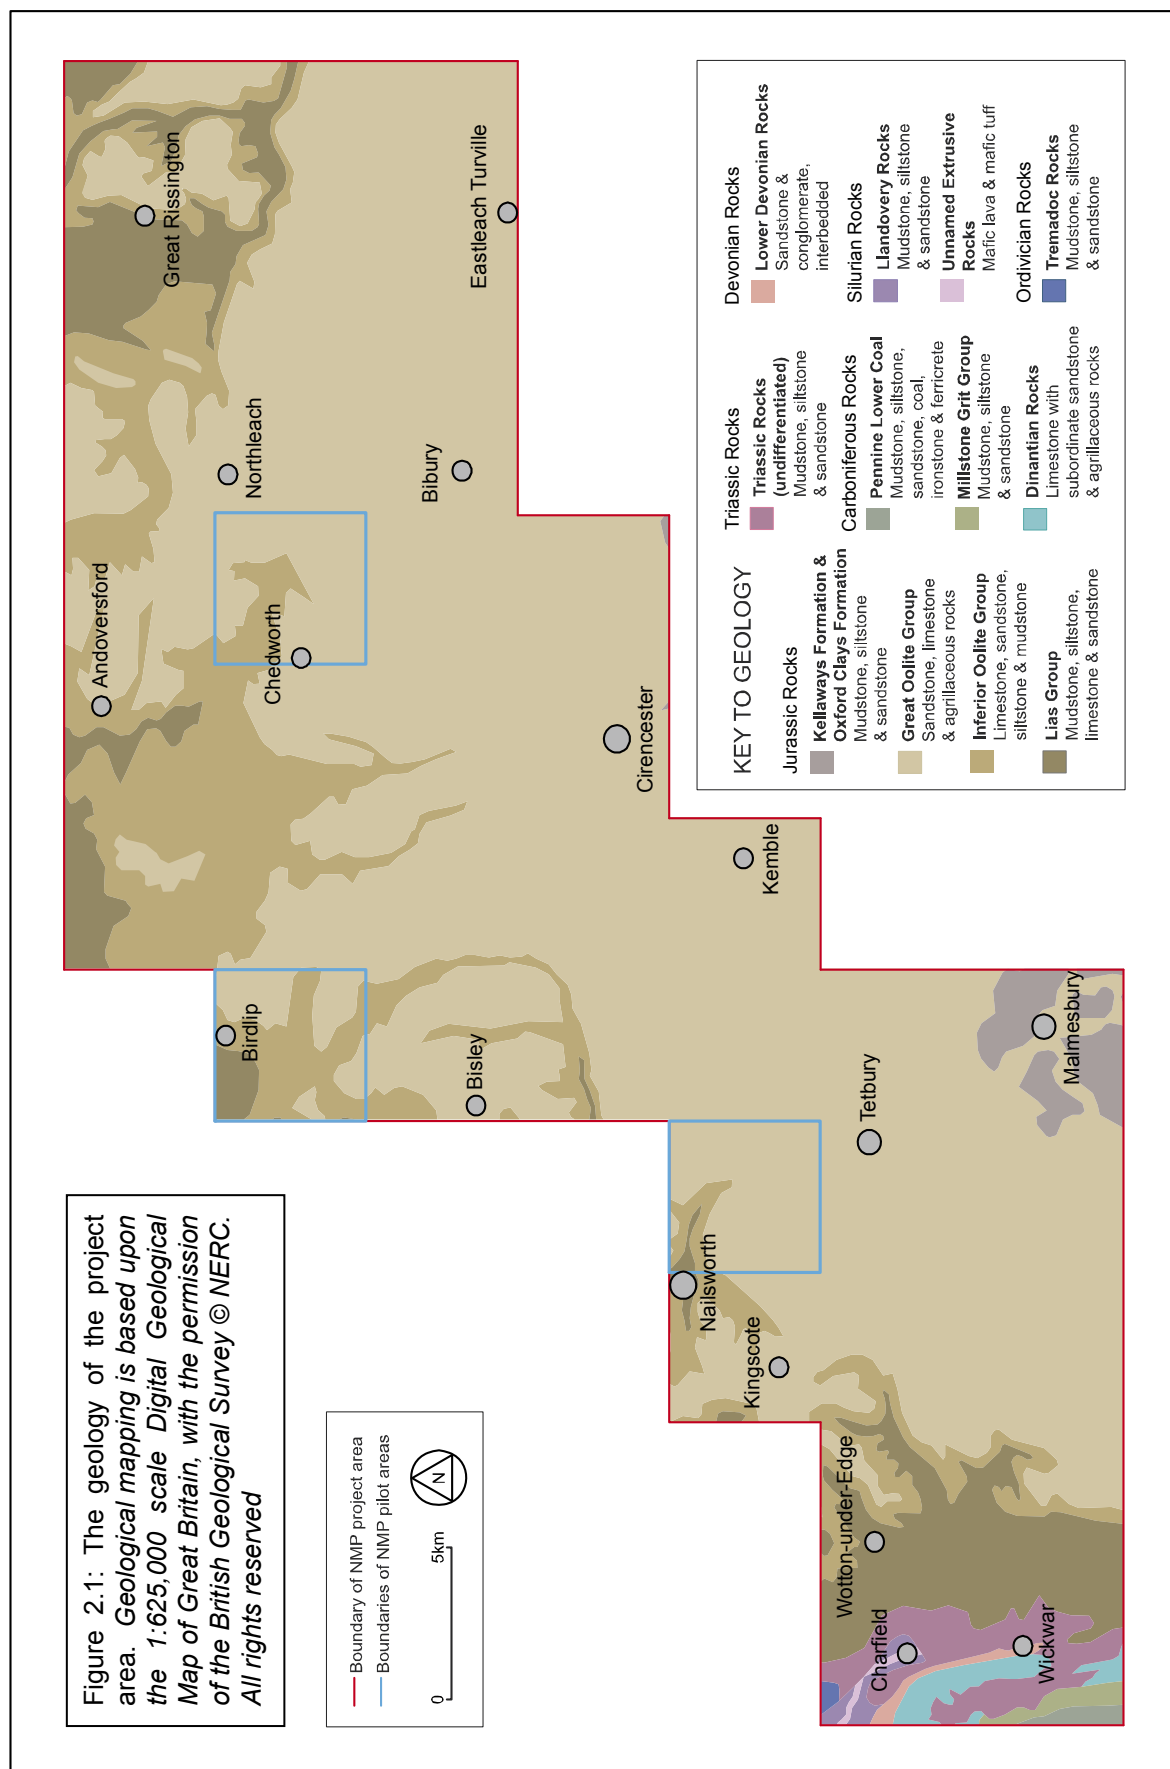 Figure 2.1: The geology of the project
area. Geological mapping is based upon
the 1:625,000 scale Digital Geological
Map of Great Britain, with the permission
of the British Geological Survey © NERC.
All rights reserved
Boundary of NMP project area
Boundaries of NMP pilot areas
0
5km
N
Great Rissington
Andoversford
Northleach
Eastleach Turville
Bibury
Chedworth
Birdlip
Cirencester
Bisley
Kemble
Nailsworth
Kingscote
Tetbury
Malmesbury
Wotton-under-Edge
Charfield
Wickwar
KEY TO GEOLOGY
Jurassic Rocks
Kellaways Formation &
Oxford Clays Formation
Mudstone, siltstone
& sandstone
Great Oolite Group
Sandstone, limestone
& agrillaceous rocks
Inferior Oolite Group
Limestone, sandstone,
siltstone & mudstone
Lias Group
Mudstone, siltstone,
limestone & sandstone
Triassic Rocks
Triassic Rocks
(undifferentiated)
Mudstone, siltstone
& sandstone
Carboniferous Rocks
Pennine Lower Coal
Mudstone, siltstone,
sandstone, coal,
ironstone & ferricrete
Millstone Grit Group
Mudstone, siltstone
& sandstone
Dinantian Rocks
Limestone with
subordinate sandstone
& agrillaceous rocks
Devonian Rocks
Lower Devonian Rocks
Sandstone &
conglomerate,
interbedded
Silurian Rocks
Llandovery Rocks
Mudstone, siltstone
& sandstone
Unnamed Extrusive
Rocks
Mafic lava & mafic tuff
Ordivician Rocks
Tremadoc Rocks
Mudstone, siltstone
& sandstone